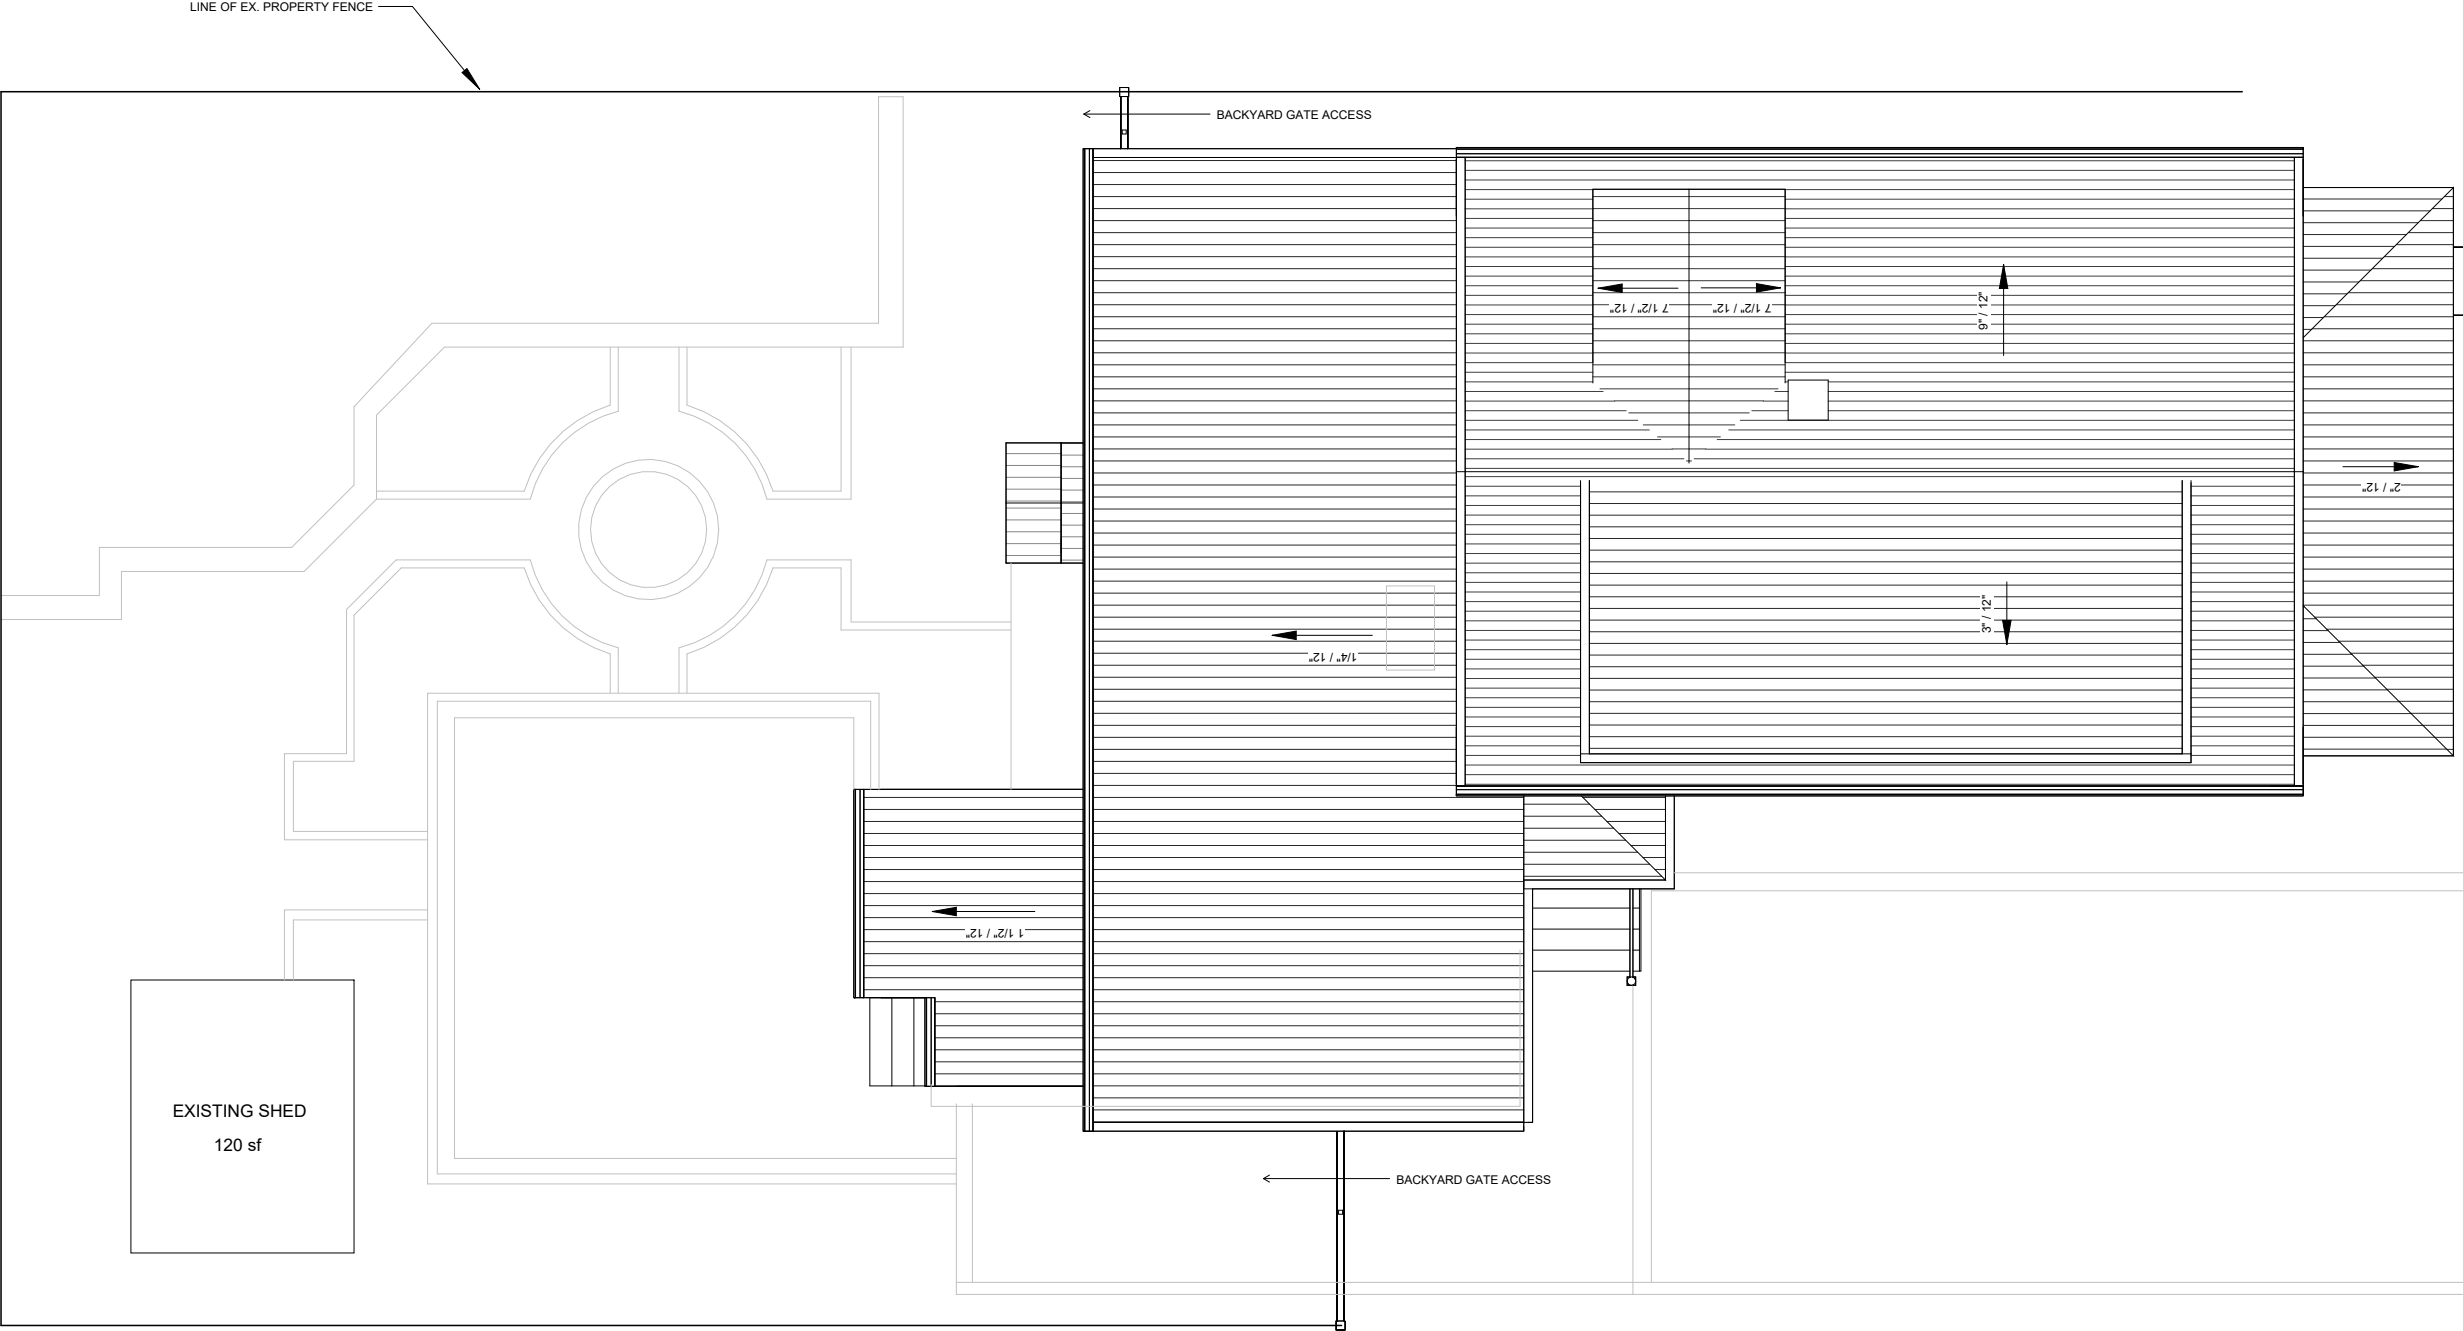 LINE OF EX. PROPERTY FENCE
BACKYARD GATE ACCESS
7 1/2" / 12"
7 1/2" / 12"
9" / 12"
2" / 12"
3" / 12"
1/4" / 12"
1 1/2" / 12"
EXISTING SHED
120 sf
BACKYARD GATE ACCESS